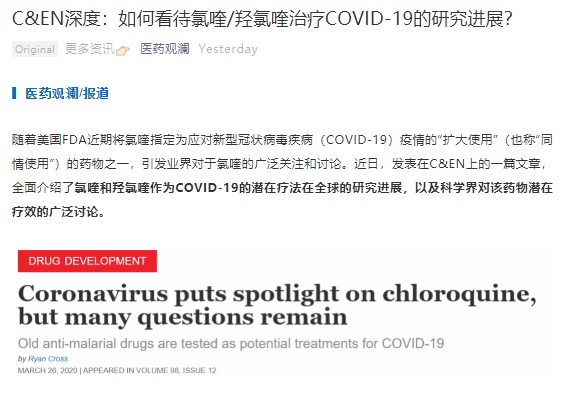 C&EN深度：如何看待氯喹/羟氯喹治疗COVID-19的研究进展？
Original 更多资讯👉 医药观澜 Yesterday
医药观澜/报道
随着美国FDA近期将氯喹指定为应对新型冠状病毒疾病（COVID-19）疫情的“扩大使用”（也称“同
情使用”）的药物之一，引发业界对于氯喹的广泛关注和讨论。近日，发表在C&EN上的一篇文章，
全面介绍了氯喹和羟氯喹作为COVID-19的潜在疗法在全球的研究进展，以及科学界对该药物潜在
疗效的广泛讨论。
DRUG DEVELOPMENT
Coronavirus puts spotlight on chloroquine,
but many questions remain
Old anti-malarial drugs are tested as potential treatments for COVID-19
by Ryan Cross
MARCH 26, 2020 | APPEARED IN VOLUME 98, ISSUE 12